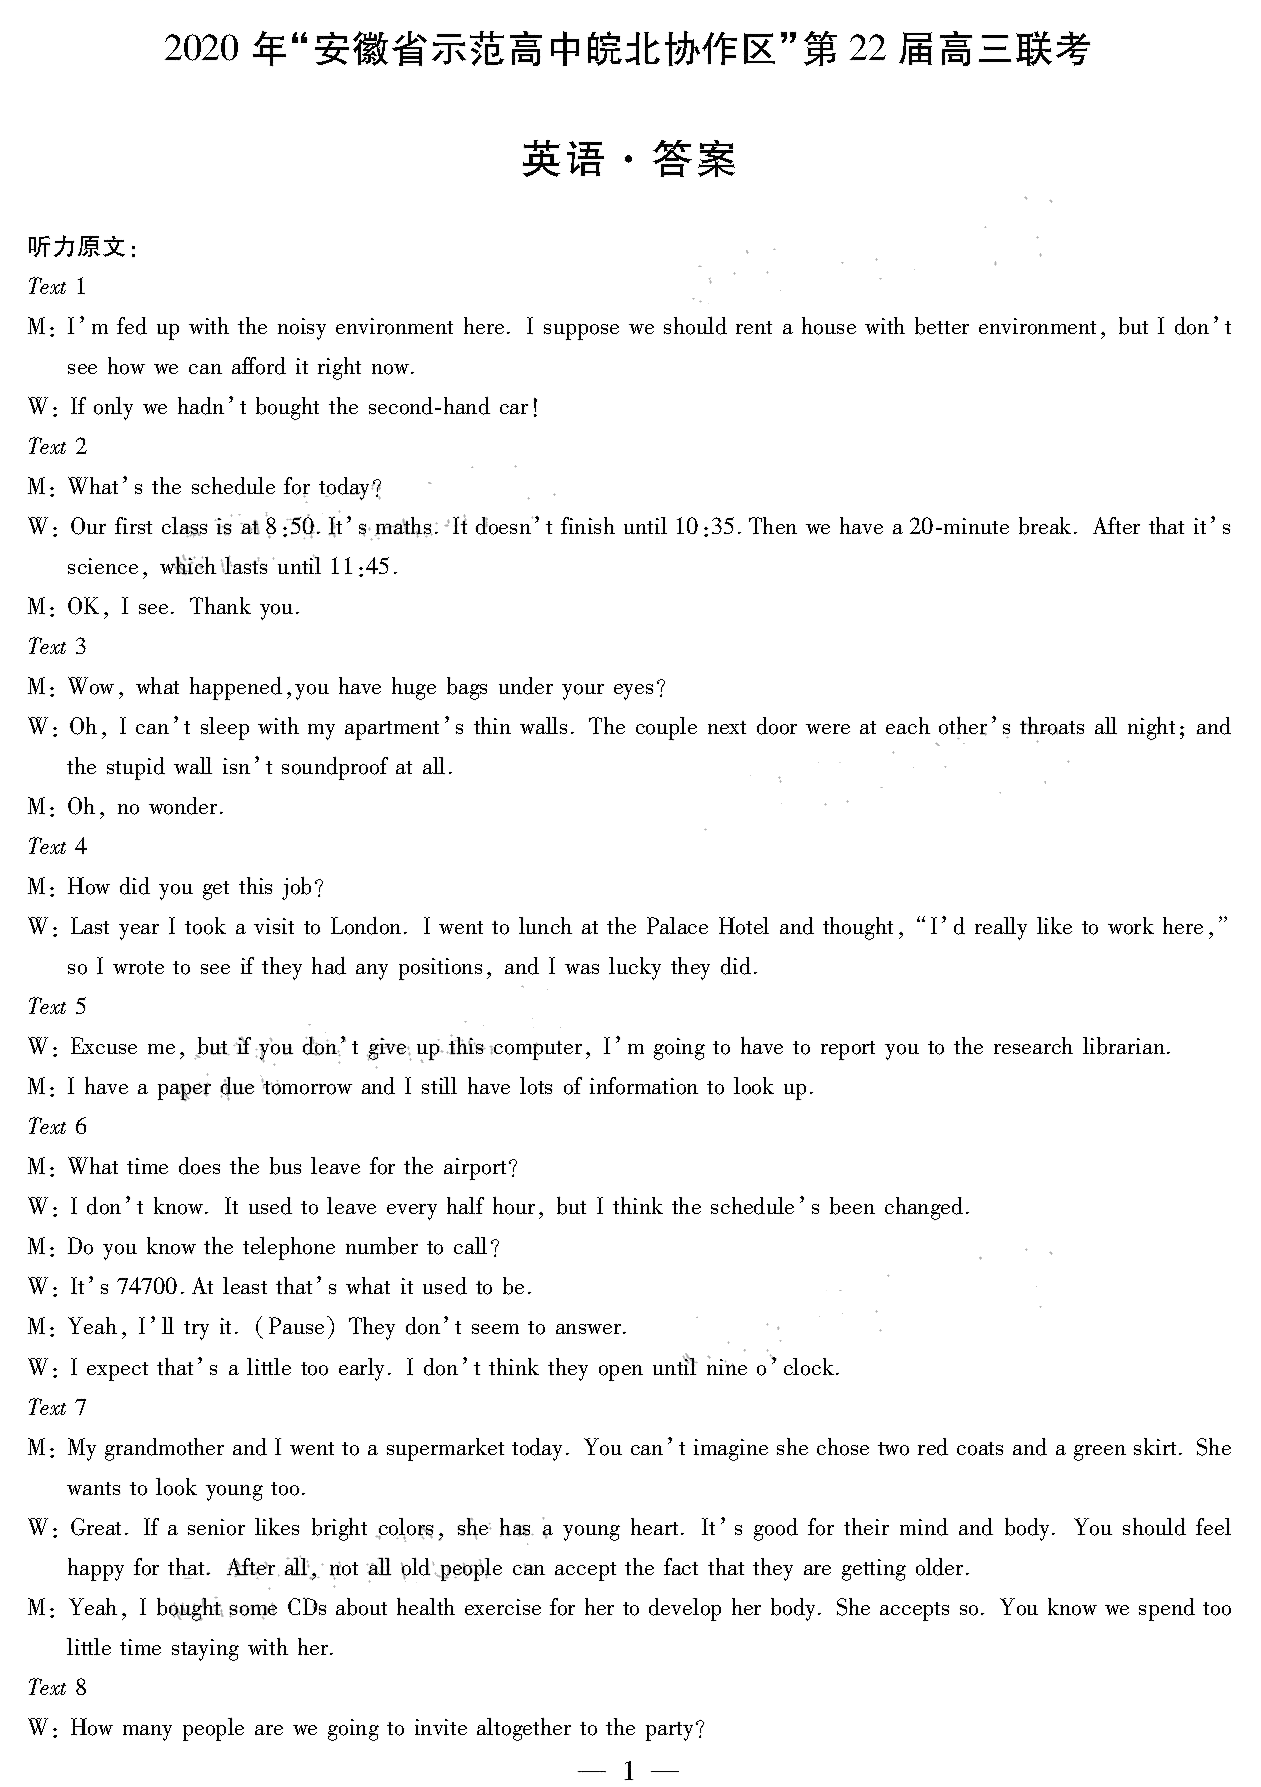 2020 年“安徽省示范高中皖北协作区”第 22 届高三联考
英语·答案
听力原文:
Text 1
M: I'm fed up with the noisy environment here. I suppose we should rent a house with better environment, but I don't
see how we can afford it right now.
W: If only we hadn't bought the second-hand car!
Text 2
M: What's the schedule for today?
W: Our first class is at 8:50. It's maths. It doesn't finish until 10:35. Then we have a 20-minute break. After that it's
science, which lasts until 11:45.
M: OK, I see. Thank you.
Text 3
M: Wow, what happened,you have huge bags under your eyes?
W: Oh, I can't sleep with my apartment's thin walls. The couple next door were at each other's throats all night; and
the stupid wall isn't soundproof at all.
M: Oh, no wonder.
Text 4
M: How did you get this job?
W: Last year I took a visit to London. I went to lunch at the Palace Hotel and thought, “I'd really like to work here,”
so I wrote to see if they had any positions, and I was lucky they did.
Text 5
W: Excuse me, but if you don't give up this computer, I'm going to have to report you to the research librarian.
M: I have a paper due tomorrow and I still have lots of information to look up.
Text 6
M: What time does the bus leave for the airport?
W: I don't know. It used to leave every half hour, but I think the schedule's been changed.
M: Do you know the telephone number to call?
W: It's 74700. At least that's what it used to be.
M: Yeah, I'll try it. (Pause) They don't seem to answer.
W: I expect that's a little too early. I don't think they open until nine o'clock.
Text 7
M: My grandmother and I went to a supermarket today. You can't imagine she chose two red coats and a green skirt. She
wants to look young too.
W: Great. If a senior likes bright colors, she has a young heart. It's good for their mind and body. You should feel
happy for that. After all, not all old people can accept the fact that they are getting older.
M: Yeah, I bought some CDs about health exercise for her to develop her body. She accepts so. You know we spend too
little time staying with her.
Text 8
W: How many people are we going to invite altogether to the party?
— 1 —